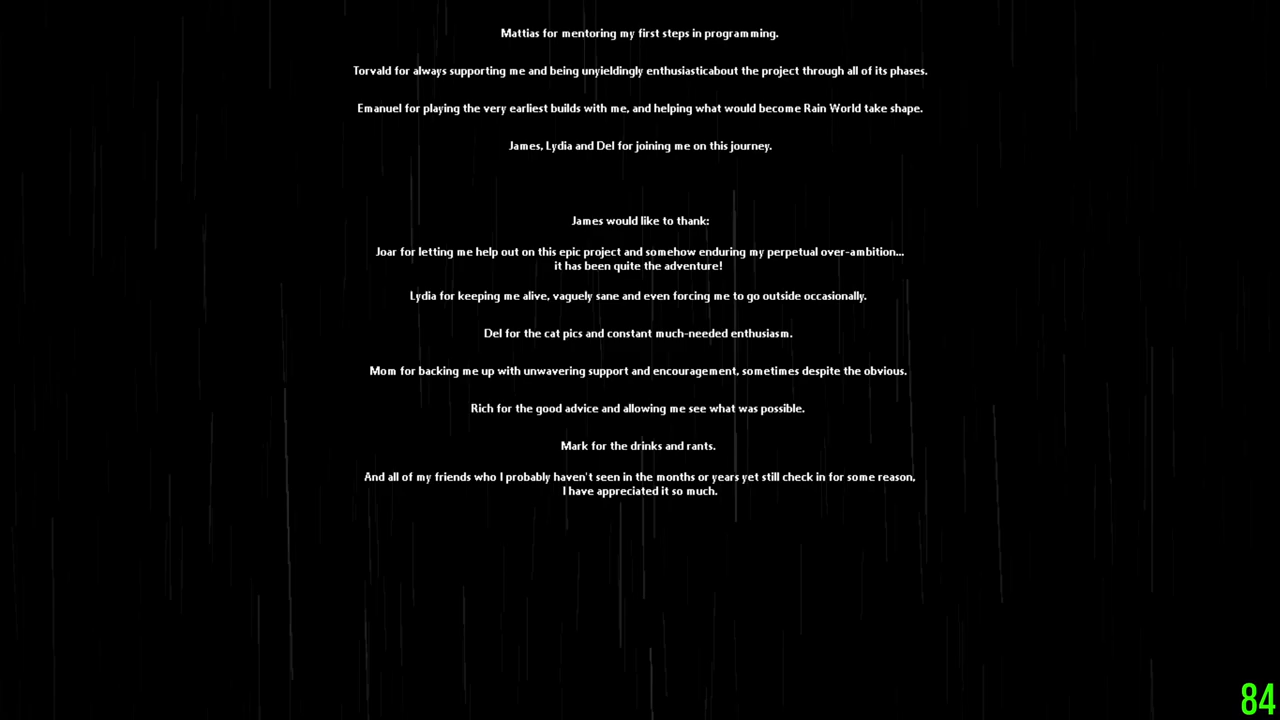 Mattias for mentoring my first steps in programming.
Torvald for always supporting me and being unyieldingly enthusiasticabout the project through all of its phases.
Emanuel for playing the very earliest builds with me, and helping what would become Rain World take shape.
James, Lydia and Del for joining me on this journey.
James would like to thank:
Joar for letting me help out on this epic project and somehow enduring my perpetual over-ambition...
it has been quite the adventure!
Lydia for keeping me alive, vaguely sane and even forcing me to go outside occasionally.
Del for the cat pics and constant much-needed enthusiasm.
Mom for backing me up with unwavering support and encouragement, sometimes despite the obvious.
Rich for the good advice and allowing me see what was possible.
Mark for the drinks and rants.
And all of my friends who I probably haven't seen in the months or years yet still check in for some reason,
I have appreciated it so much.
84